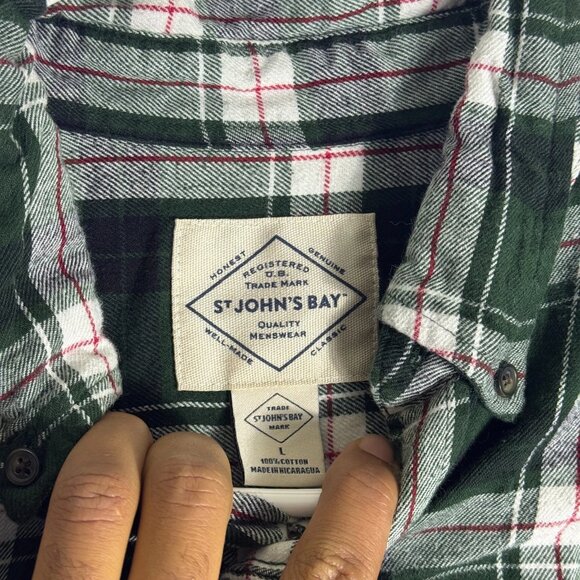 HONEST GENUINE
REGISTERED
U.S.
TRADE MARK
ST JOHN'S BAY™
QUALITY
MENSWEAR
WELL-MADE CLASSIC
TRADE
ST JOHN'S BAY
MARK
L
100% COTTON
MADE IN NICARAGUA